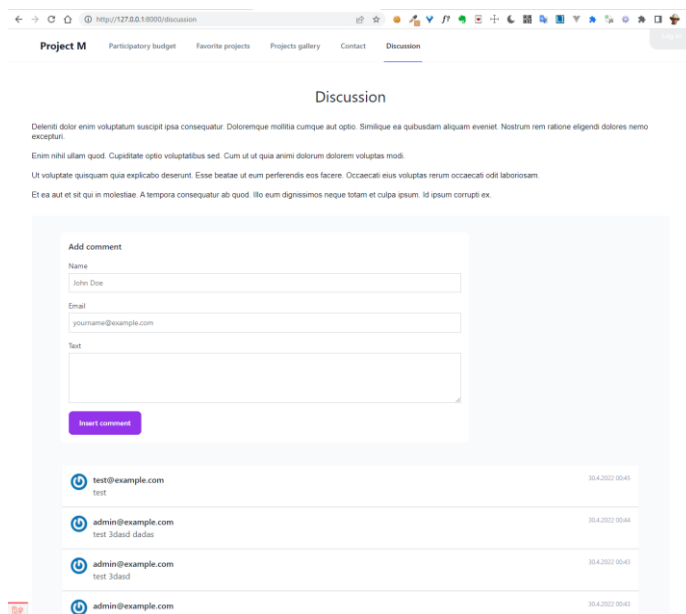 http://127.0.0.1:8000/discussion
Project M Participatory budget Favorite projects Projects gallery Contact Discussion Log in
Discussion
Deleniti dolor enim voluptatum suscipit ipsa consequatur. Doloremque mollitia cumque aut optio. Similique ea quibusdam aliquam eveniet. Nostrum rem ratione eligendi dolores nemo
excepturi.
Enim nihil ullam quod. Cupiditate optio voluptatibus sed. Cum ut ut quia animi dolorum dolorem voluptas modi.
Ut voluptate quisquam quia explicabo deserunt. Esse beatae ut eum perferendis eos facere. Occaecati eius voluptas rerum occaecati odit laboriosam.
Et ea aut et sit qui in molestiae. A tempora consequatur ab quod. Illo eum dignissimos neque totam et culpa ipsum. Id ipsum corrupti ex.
Add comment
Name
John Doe
Email
yourname@example.com
Text
Insert comment
test@example.com 30.4.2022 00:45
test
admin@example.com 30.4.2022 00:44
test 3dasd dadas
admin@example.com 30.4.2022 00:43
test 3dasd
admin@example.com 30.4.2022 00:43